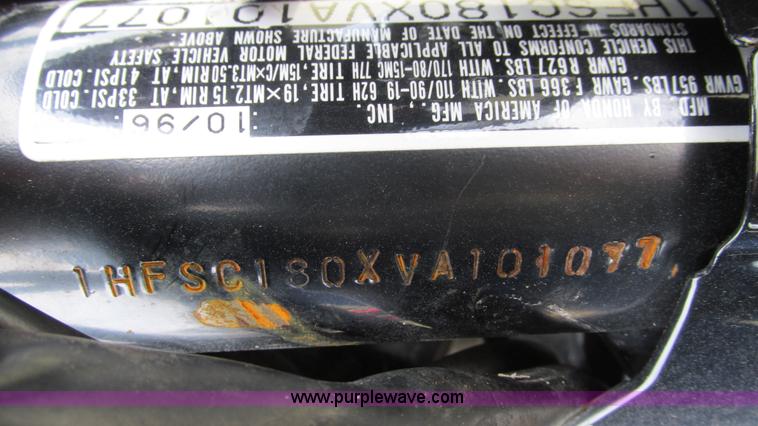 MFD. BY HONDA OF AMERICA MFG., INC. 10/96
GVWR 957 LBS. GAWR F 366 LBS. WITH 110/90-19 62H TIRE, 19×MT2.15 RIM, AT 33PSI. COLD
GAWR R 627 LBS. WITH 170/80-15MC 77H TIRE, 15M/C×MT3.50 RIM, AT 41PSI. COLD
THIS VEHICLE CONFORMS TO ALL APPLICABLE FEDERAL MOTOR VEHICLE SAFETY
STANDARDS IN EFFECT ON THE DATE OF MANUFACTURE SHOWN ABOVE.
1HFSC180XVA101077
1HFSC180XVA101077
www.purplewave.com